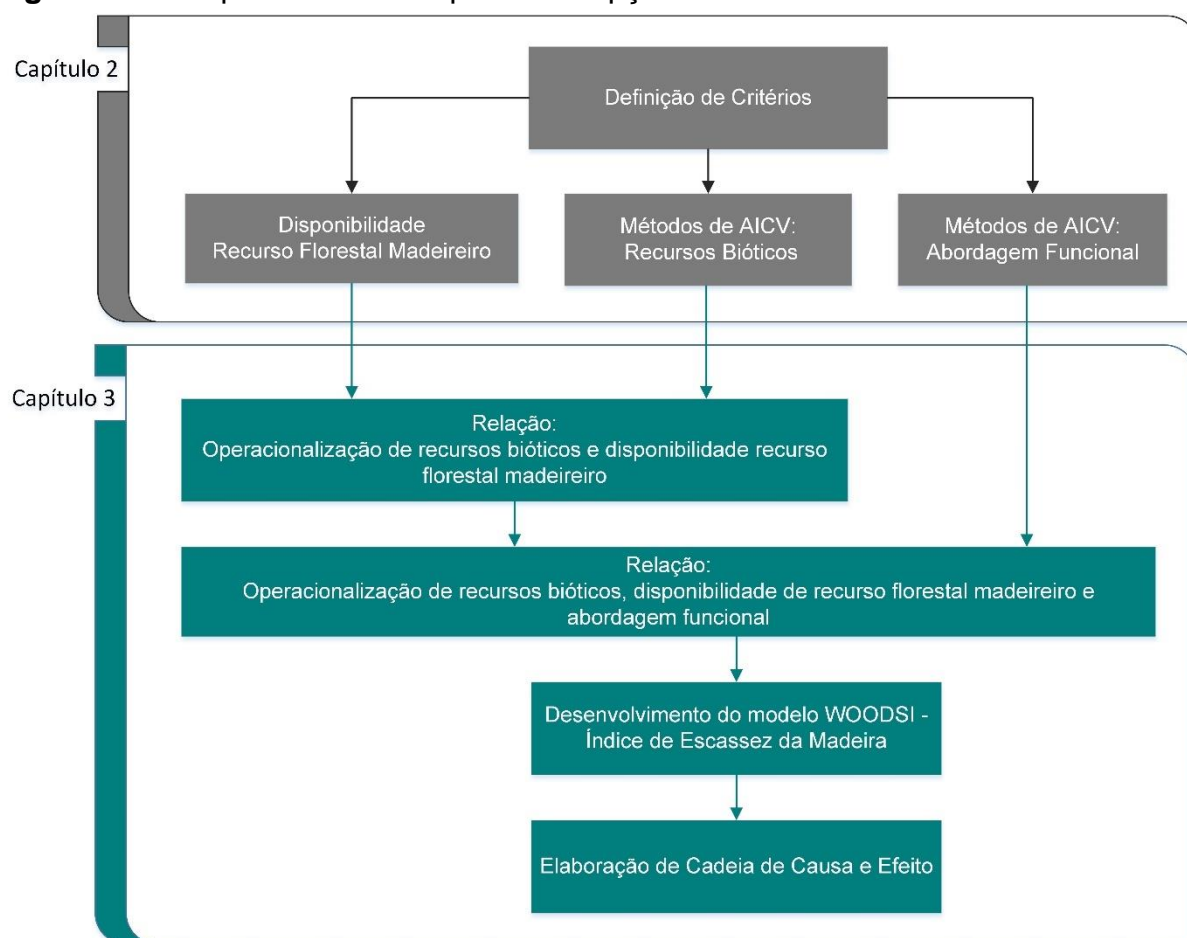 Capítulo 2
Definição de Critérios
Disponibilidade
Recurso Florestal Madeireiro
Métodos de AICV:
Recursos Bióticos
Métodos de AICV:
Abordagem Funcional
Capítulo 3
Relação:
Operacionalização de recursos bióticos e disponibilidade recurso
florestal madeireiro
Relação:
Operacionalização de recursos bióticos, disponibilidade de recurso florestal madeireiro e
abordagem funcional
Desenvolvimento do modelo WOODSI -
Índice de Escassez da Madeira
Elaboração de Cadeia de Causa e Efeito